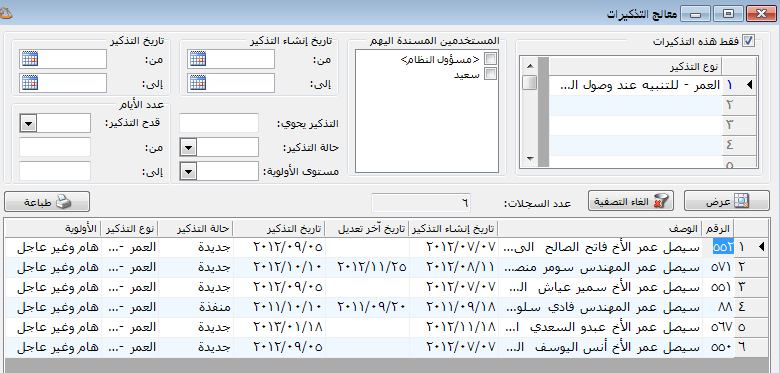 معالج التذكيرات
فقط هذه التذكيرات
نوع التذكير
١ العمر - للتنبيه عند وصول الـ...
٢
٣
٤
٥
المستخدمين المسندة اليهم
<مسؤول النظام>
سعيد
تاريخ إنشاء التذكير
من:
إلى:
تاريخ التذكير
من:
إلى:
التذكير يحوي:
حالة التذكير:
مستوى الأولوية:
عدد الأيام
قدح التذكير:
من:
إلى:
عرض
الغاء التصفية
عدد السجلات:
٦
طباعة
الرقم الوصف تاريخ إنشاء التذكير تاريخ آخر تعديل تاريخ التذكير حالة التذكير نوع التذكير الأولوية
١ ٥٥٢ سيصل عمر الأخ فاتح الصالح الى... ٢٠١٢/٠٧/٠٧ ٢٠١٢/٠٩/٠٥ جديدة العمر -... هام وغير عاجل
٢ ٥٧١ سيصل عمر المهندس سومر منصـ... ٢٠١٢/٠٨/١١ ٢٠١٢/١١/٢٥ ٢٠١٢/١٠/١٠ جديدة العمر -... هام وغير عاجل
٣ ٥٥١ سيصل عمر الأخ سمير عياش الـ... ٢٠١٢/٠٧/٠٧ ٢٠١٢/٠٩/٠٥ جديدة العمر -... هام وغير عاجل
٤ ٨٨ سيصل عمر المهندس فادي سلو... ٢٠١١/٠٩/١٨ ٢٠١١/٠٩/٢٠ ٢٠١١/١٠/١٠ منفذة العمر -... هام وغير عاجل
٥ ٥٦٧ سيصل عمر الأخ عبدو السعدي ا... ٢٠١٢/١١/١٨ ٢٠١٣/٠١/١٨ جديدة العمر -... هام وغير عاجل
٦ ٥٥٠ سيصل عمر الأخ أنس اليوسف الـ... ٢٠١٢/٠٧/٠٧ ٢٠١٢/٠٩/٠٥ جديدة العمر -... هام وغير عاجل